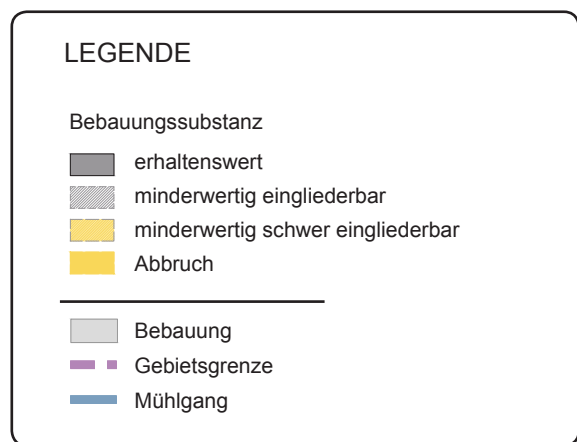 LEGENDE
Bebauungssubstanz
erhaltenswert
minderwertig eingliederbar
minderwertig schwer eingliederbar
Abbruch
Bebauung
Gebietsgrenze
Mühlgang